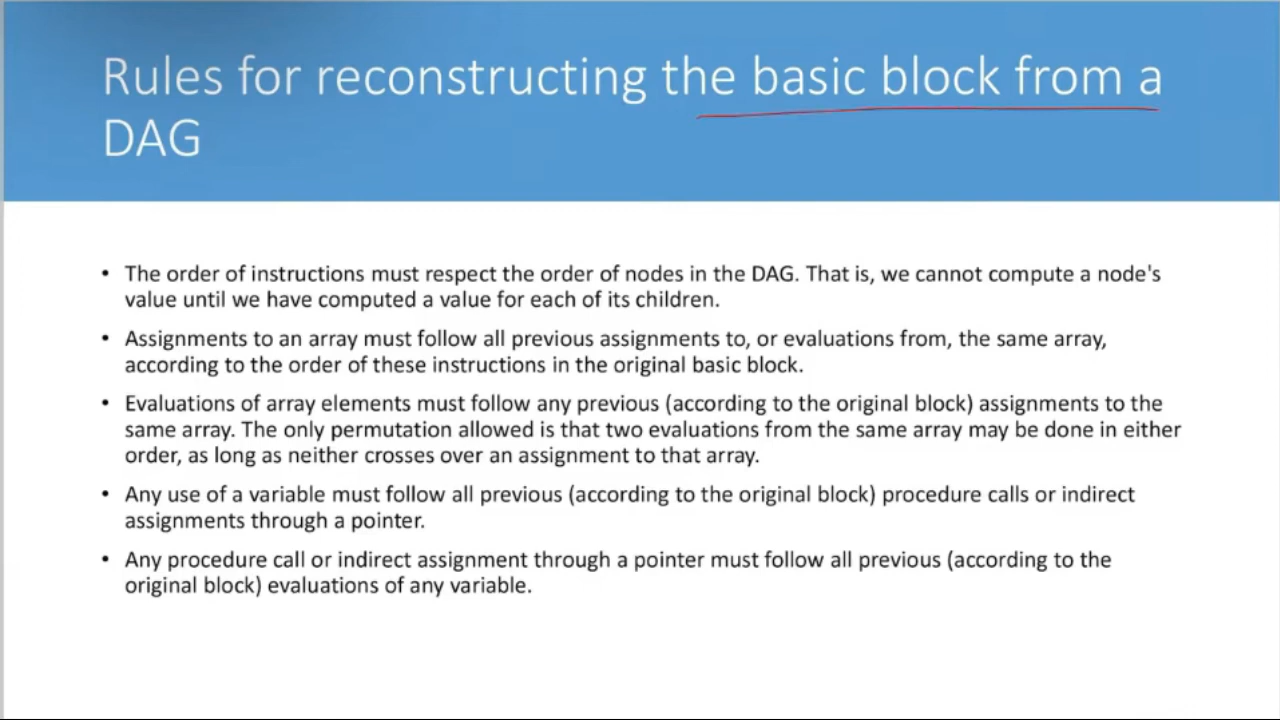 Rules for reconstructing the basic block from a
DAG
• The order of instructions must respect the order of nodes in the DAG. That is, we cannot compute a node's
value until we have computed a value for each of its children.
• Assignments to an array must follow all previous assignments to, or evaluations from, the same array,
according to the order of these instructions in the original basic block.
• Evaluations of array elements must follow any previous (according to the original block) assignments to the
same array. The only permutation allowed is that two evaluations from the same array may be done in either
order, as long as neither crosses over an assignment to that array.
• Any use of a variable must follow all previous (according to the original block) procedure calls or indirect
assignments through a pointer.
• Any procedure call or indirect assignment through a pointer must follow all previous (according to the
original block) evaluations of any variable.